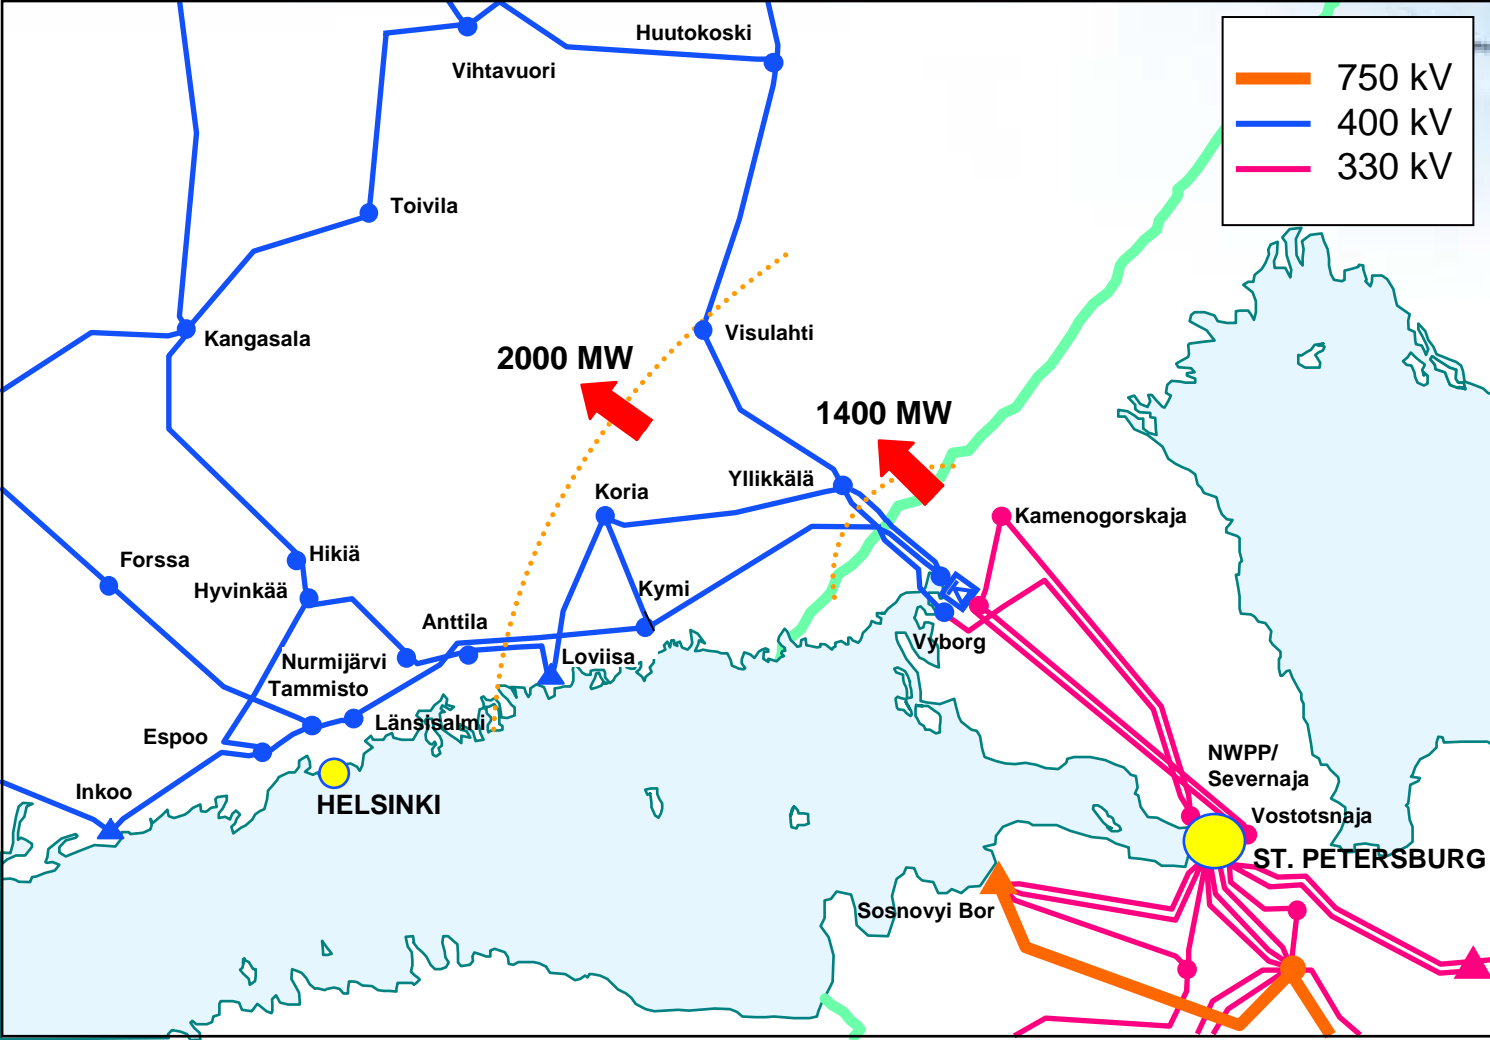 Huutokoski
Vihtavuori
750 kV
400 kV
330 kV
Toivila
Kangasala
Visulahti
2000 MW
1400 MW
Yllikkälä
Koria
Kamenogorskaja
Forssa
Hikiä
Hyvinkää
Kymi
Anttila
Vyborg
Nurmijärvi
Loviisa
Tammisto
Länsisalmi
Espoo
NWPP/
Severnaja
Inkoo
HELSINKI
Vostotsnaja
ST. PETERSBURG
Sosnovyi Bor